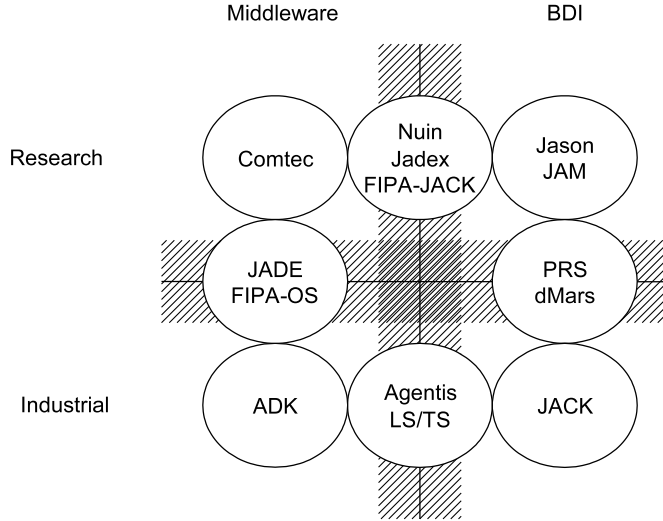 Middleware
BDI
Research
Comtec
Nuin
Jadex
FIPA-JACK
Jason
JAM
JADE
FIPA-OS
PRS
dMars
Industrial
ADK
Agentis
LS/TS
JACK